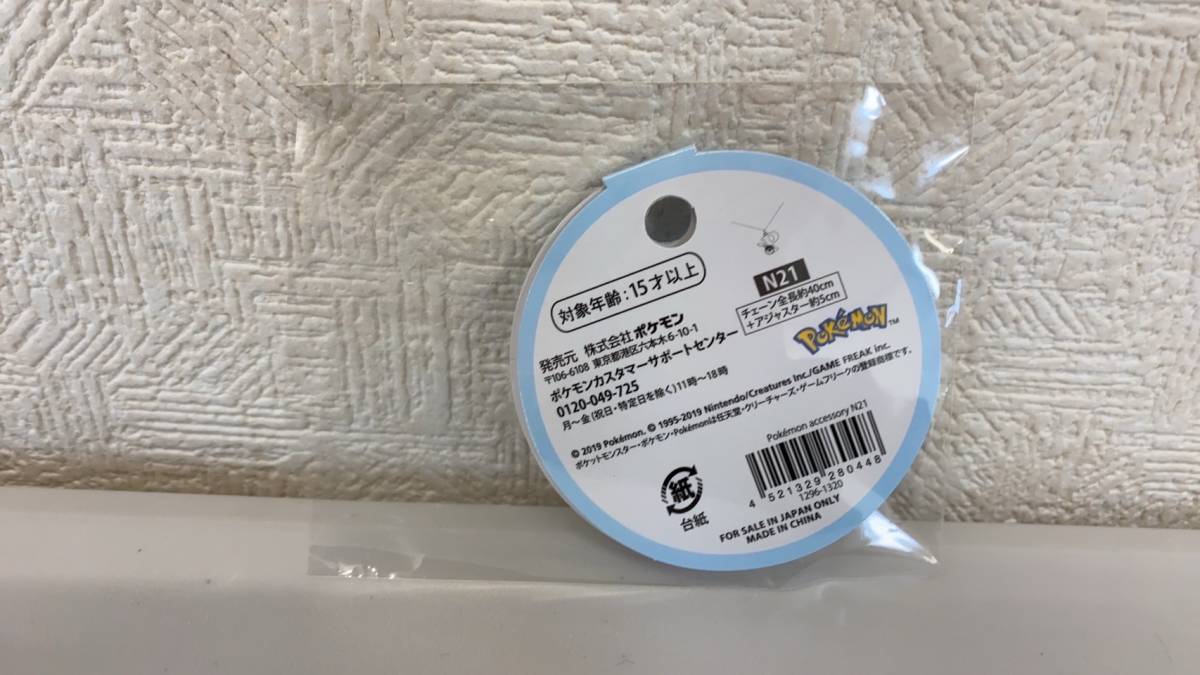 対象年齢:15才以上
N21
チェーン全長約40cm
+アジャスター約5cm
発売元 株式会社ポケモン
〒106-6108 東京都港区六本木6-10-1
ポケモンカスタマーサポートセンター
0120-049-725
月〜金(祝日・特定日を除く)11時〜18時
POKéMON™
© 2019 Pokémon. © 1995-2019 Nintendo/Creatures Inc./GAME FREAK inc.
ポケットモンスター・ポケモン・Pokémonは任天堂・クリーチャーズ・ゲームフリークの登録商標です。
Pokémon accessory N21
4 521329 280448
1296-1320
紙
台紙
FOR SALE IN JAPAN ONLY
MADE IN CHINA